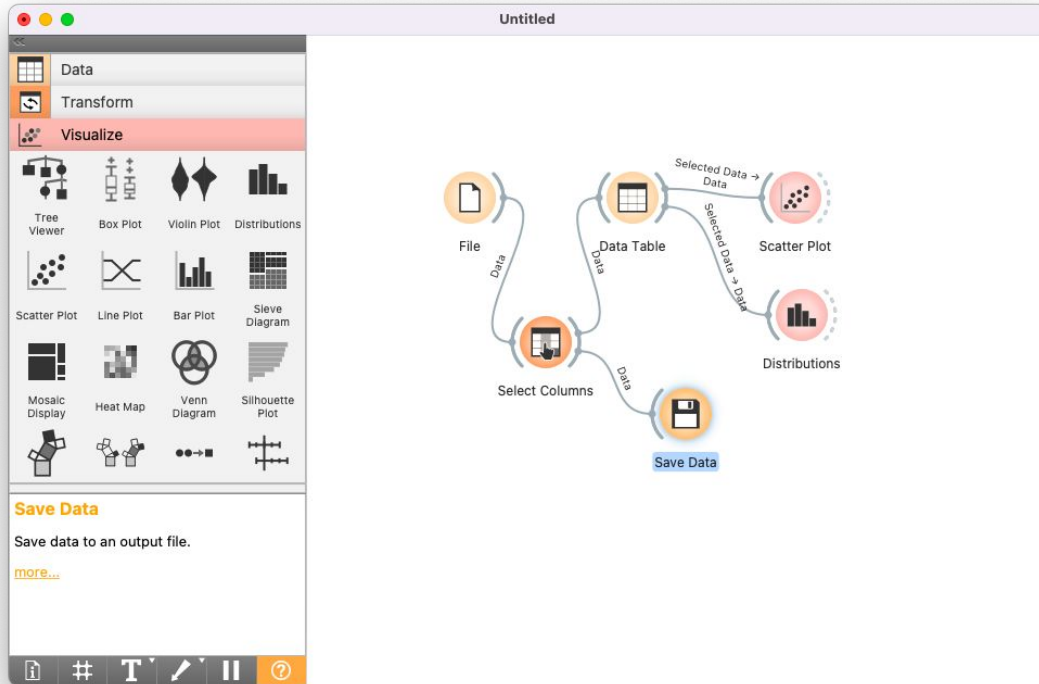 Untitled
Data
Transform
Visualize
Tree
Viewer
Box Plot
Violin Plot
Distributions
Scatter Plot
Line Plot
Bar Plot
Sieve
Diagram
Mosaic
Display
Heat Map
Venn
Diagram
Silhouette
Plot
Save Data
Save data to an output file.
more...
File
Data
Select Columns
Data
Data Table
Selected Data →
Data
Scatter Plot
Selected Data → Data
Distributions
Data
Save Data